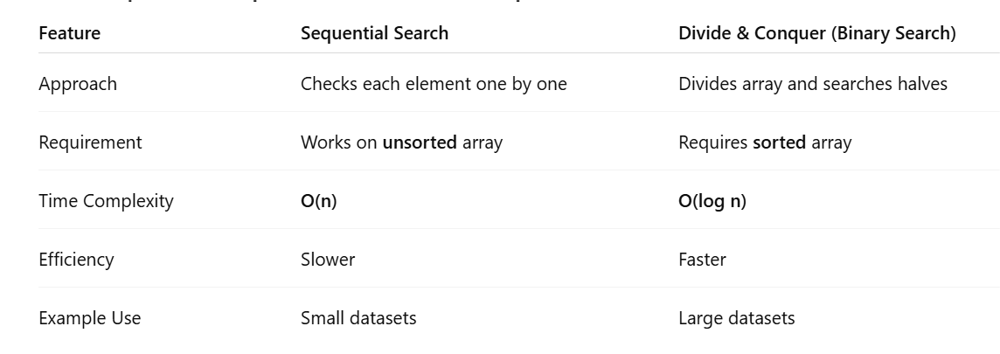 Feature Sequential Search Divide & Conquer (Binary Search)
Approach Checks each element one by one Divides array and searches halves
Requirement Works on unsorted array Requires sorted array
Time Complexity O(n) O(log n)
Efficiency Slower Faster
Example Use Small datasets Large datasets